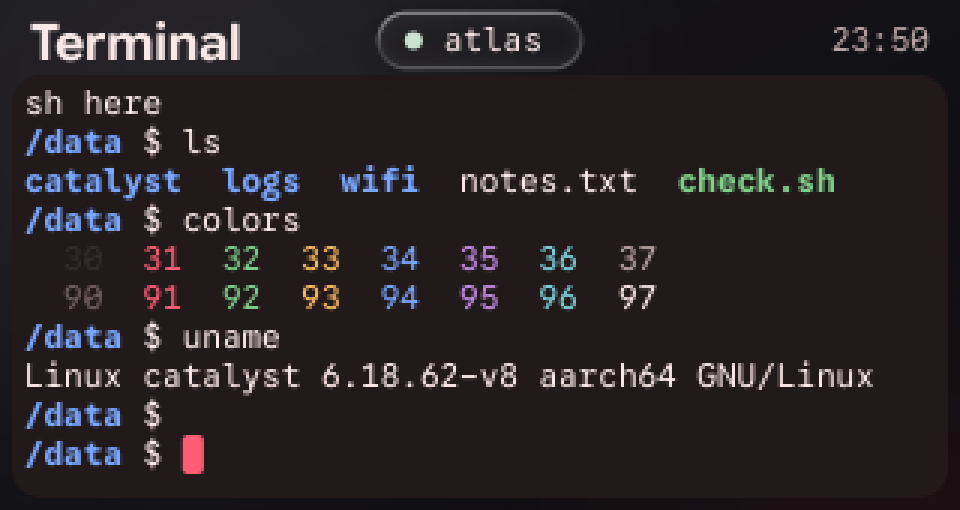 Terminal
atlas
23:50
sh here
/data $ ls
catalyst  logs  wifi  notes.txt  check.sh
/data $ colors
  30  31  32  33  34  35  36  37
  90  91  92  93  94  95  96  97
/data $ uname
Linux catalyst 6.18.62-v8 aarch64 GNU/Linux
/data $
/data $